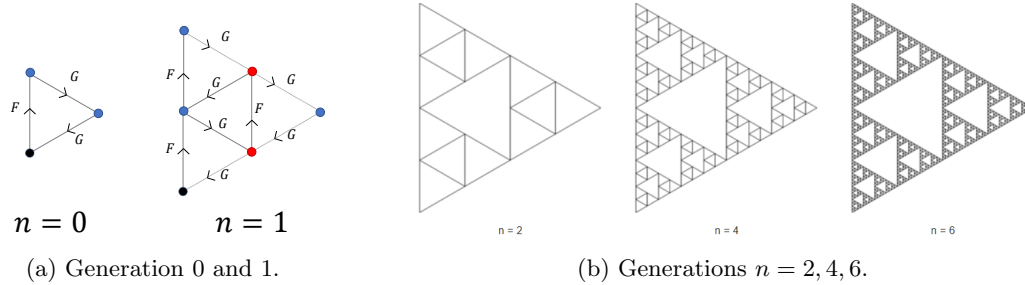 G
F
G
n = 0
G
F
G
G
F
G
G
F
G
n = 1
n = 2
n = 4
n = 6
(a) Generation 0 and 1.
(b) Generations n = 2, 4, 6.